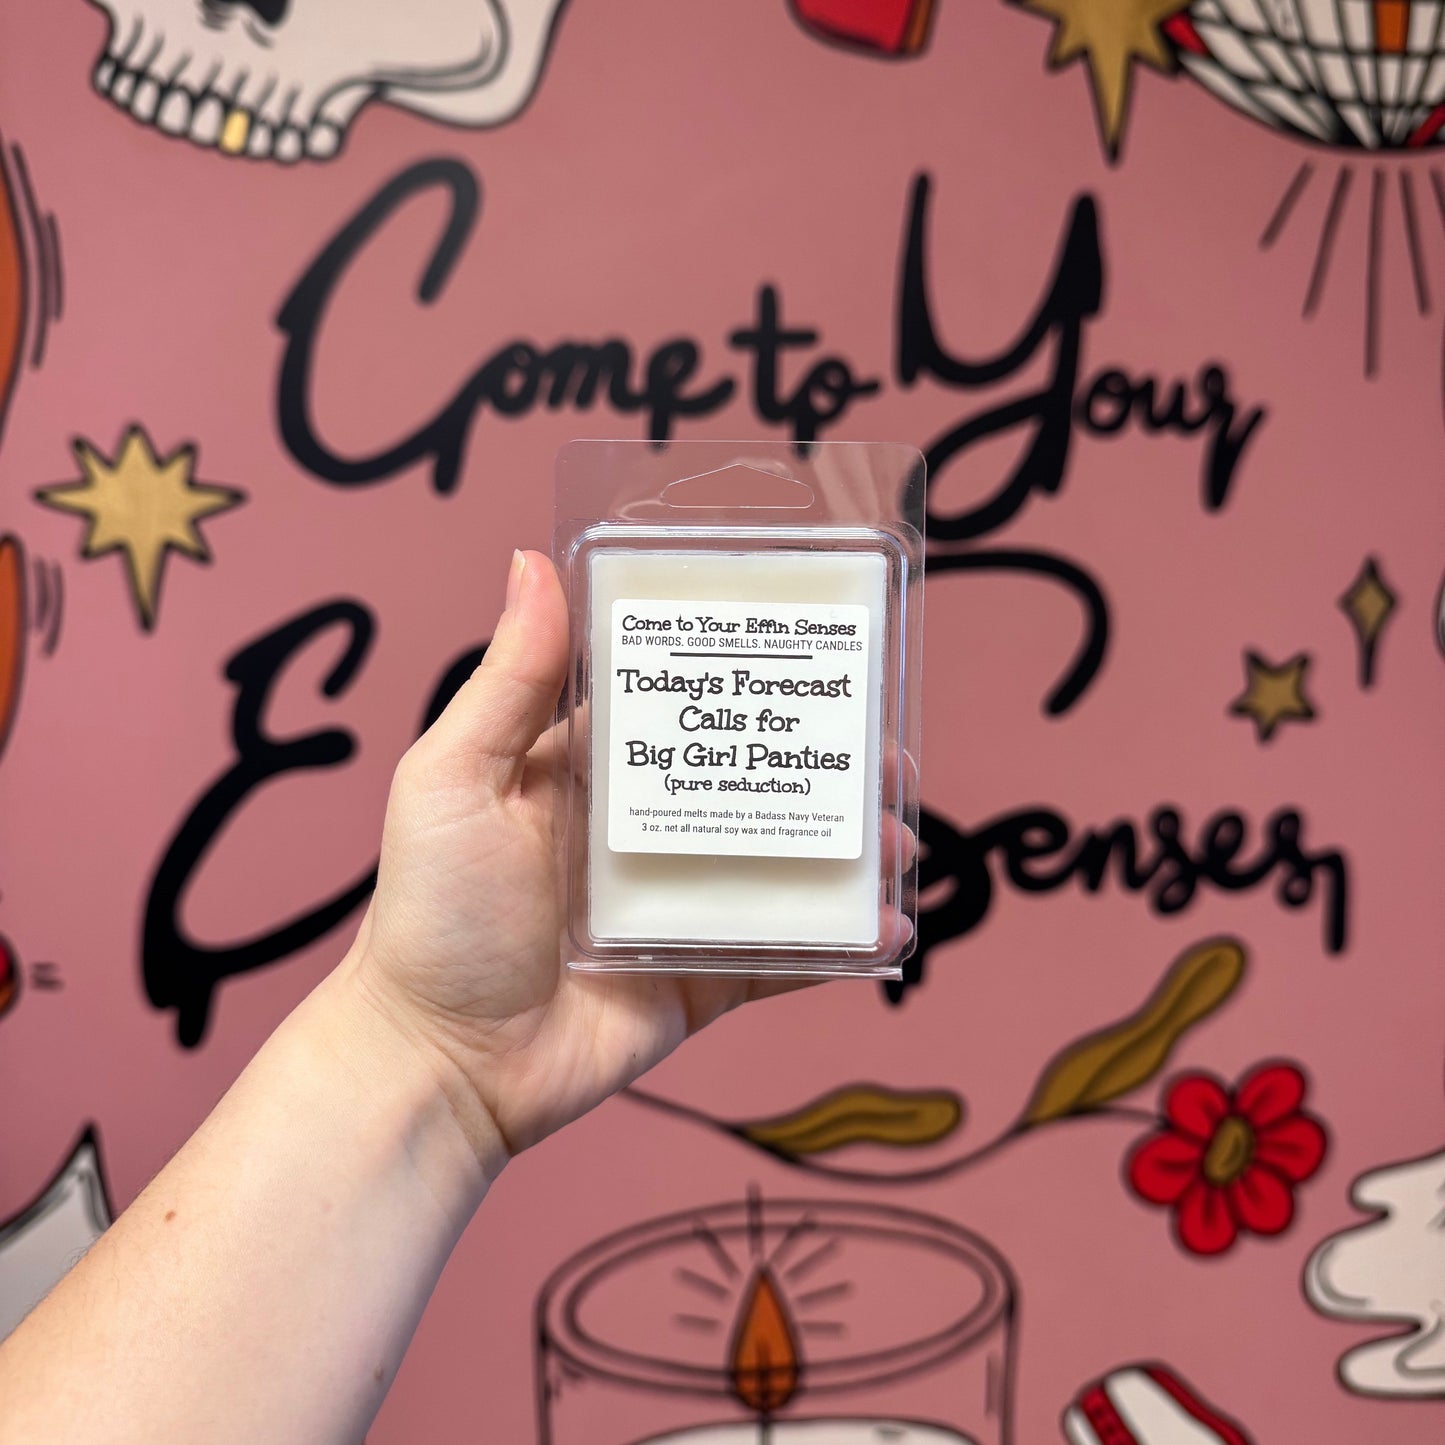 Come to Your
E Senses
Come to Your Effin Senses
BAD WORDS. GOOD SMELLS. NAUGHTY CANDLES
Today's Forecast
Calls for
Big Girl Panties
(pure seduction)
hand-poured melts made by a Badass Navy Veteran
3 oz. net all natural soy wax and fragrance oil